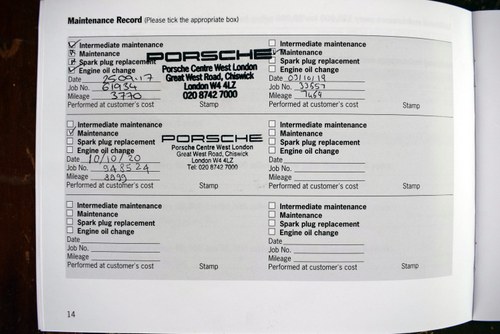 Maintenance Record (Please tick the appropriate box)
Intermediate maintenance
Maintenance
Spark plug replacement
Engine oil change
Date 25 09.17
Job No. 61934
Mileage 3770
Performed at customer's cost
PORSCHE
Porsche Centre West London
Great West Road, Chiswick
London W4 4LZ
020 8742 7000
Stamp
Intermediate maintenance
Maintenance
Spark plug replacement
Engine oil change
Date 03/10/19
Job No.
Mileage 7469
Performed at customer's cost
Stamp
Intermediate maintenance
Maintenance
Spark plug replacement
Engine oil change
Date 10/10/20
Job No. 948524
Mileage 8099
Performed at customer's cost
PORSCHE
Porsche Centre West London
Great West Road, Chiswick
London W4 4LZ
Tel: 020 8742 7000
Stamp
Intermediate maintenance
Maintenance
Spark plug replacement
Engine oil change
Date
Job No.
Mileage
Performed at customer's cost
Stamp
Intermediate maintenance
Maintenance
Spark plug replacement
Engine oil change
Date
Job No.
Mileage
Performed at customer's cost
Stamp
Intermediate maintenance
Maintenance
Spark plug replacement
Engine oil change
Date
Job No.
Mileage
Performed at customer's cost
Stamp
14